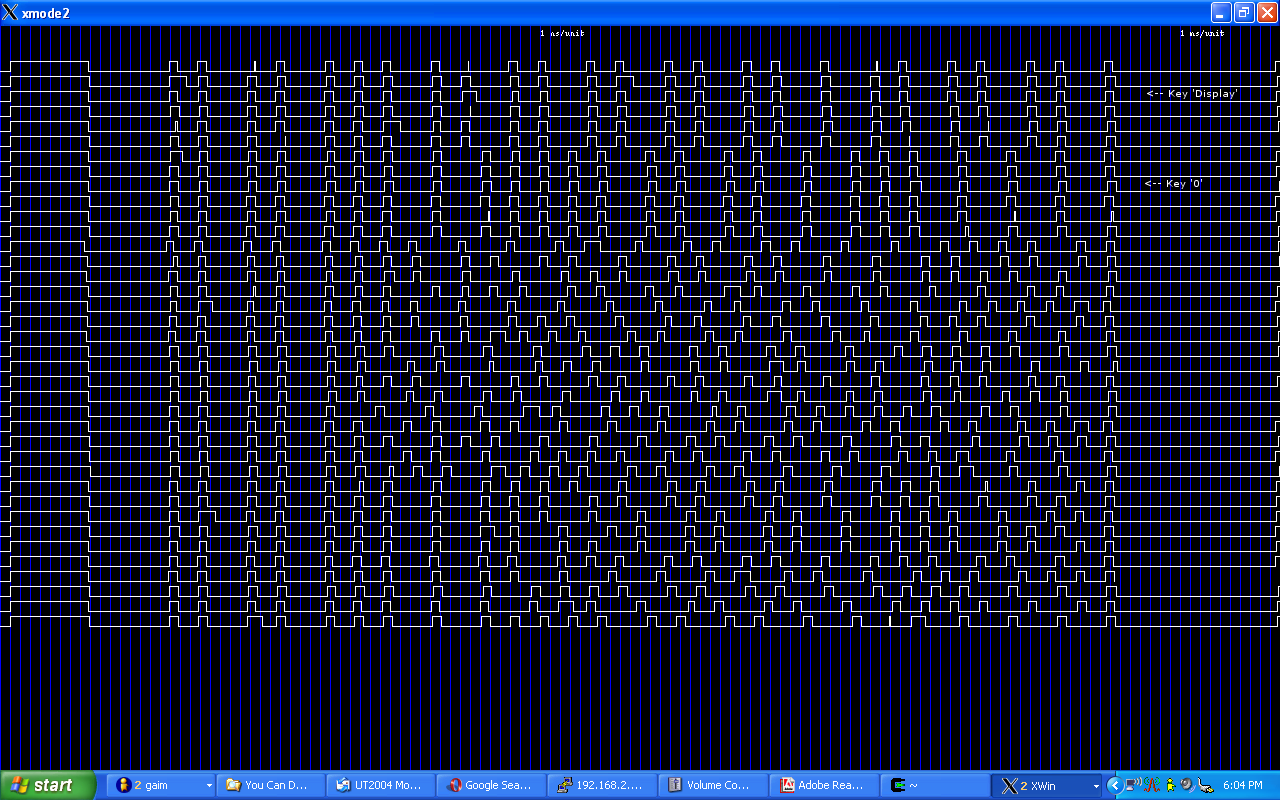 xmode2
1 ms/unit 1 ms/unit
<-- Key 'Display'
<-- Key '0'
start 2 gaim You Can D... UT2004 Mo... Google Sea... 192.168.2.... Volume Co... Adobe Rea... ~ 2 XWin 6:04 PM